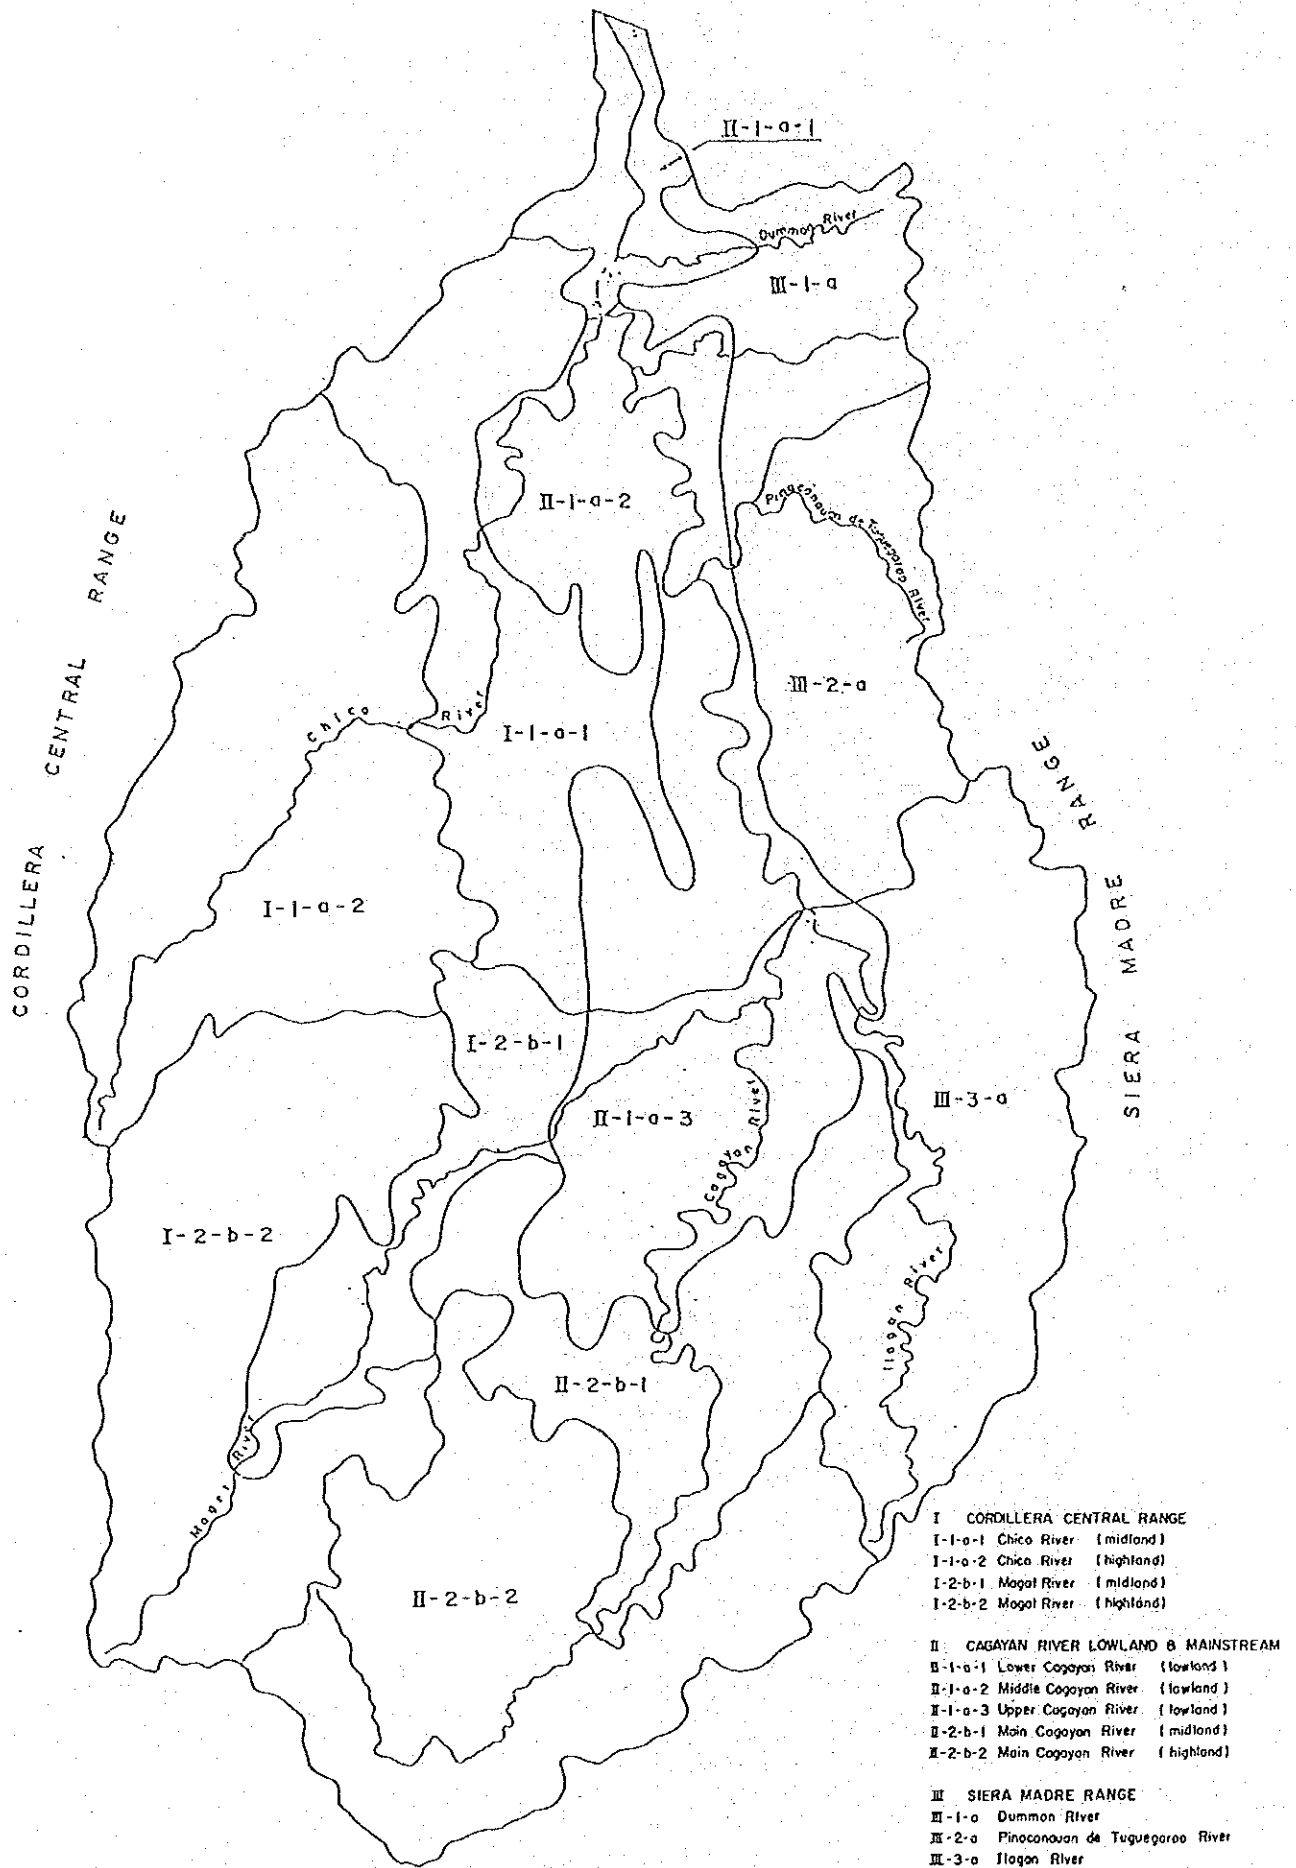 II-1-a-1
Dummon River
III-1-a
II-1-a-2
Pinacanauan de Tuguegarao River
CORDILLERA CENTRAL RANGE
III-2-a
Chico River
I-1-a-1
SIERA MADRE RANGE
I-1-a-2
I-2-b-1
III-3-a
II-1-a-3
Cagayan River
I-2-b-2
Ilagan River
II-2-b-1
Magat River
II-2-b-2
I CORDILLERA CENTRAL RANGE
I-1-a-1 Chico River (midland)
I-1-a-2 Chico River (highland)
I-2-b-1 Magat River (midland)
I-2-b-2 Magat River (highland)
II CAGAYAN RIVER LOWLAND & MAINSTREAM
II-1-a-1 Lower Cagayan River (lowland)
II-1-a-2 Middle Cagayan River (lowland)
II-1-a-3 Upper Cagayan River (lowland)
II-2-b-1 Main Cagayan River (midland)
II-2-b-2 Main Cagayan River (highland)
III SIERA MADRE RANGE
III-1-a Dummon River
III-2-a Pinacanauan de Tuguegarao River
III-3-a Ilagan River